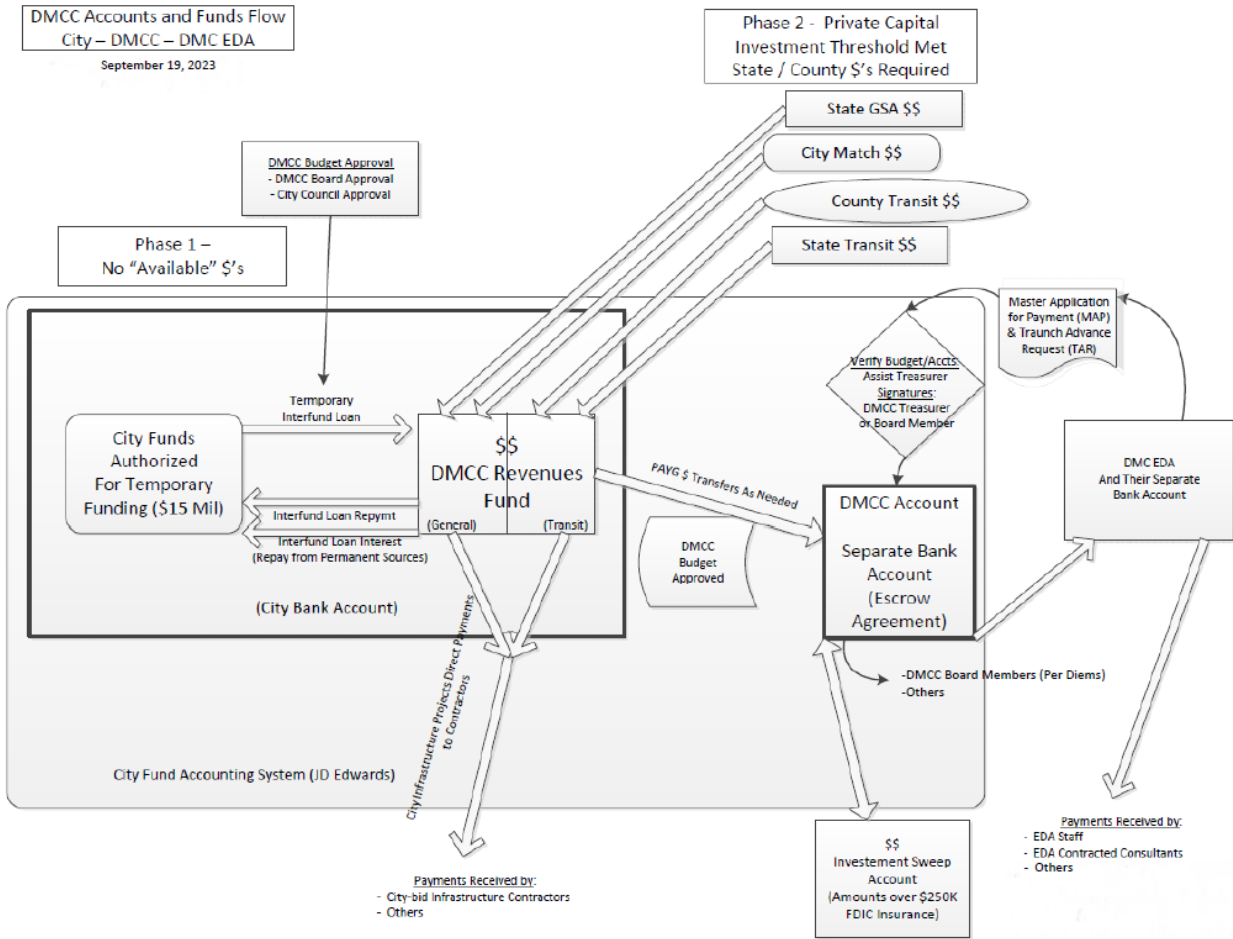 DMCC Accounts and Funds Flow
City – DMCC – DMC EDA
September 19, 2023
Phase 2 - Private Capital
Investment Threshold Met
State / County $'s Required
State GSA $$
City Match $$
County Transit $$
State Transit $$
DMCC Budget Approval
- DMCC Board Approval
- City Council Approval
Phase 1 –
No "Available" $'s
Master Application
for Payment (MAP)
& Traunch Advance
Request (TAR)
Verify Budget/Accts:
Assist Treasurer
Signatures:
DMCC Treasurer
or Board Member
Termporary
Interfund Loan
City Funds
Authorized
For Temporary
Funding ($15 Mil)
$$
DMCC Revenues
Fund
(General)
(Transit)
Interfund Loan Repymt
Interfund Loan Interest
(Repay from Permanent Sources)
(City Bank Account)
PAYG $ Transfers As Needed
DMCC
Budget
Approved
DMCC Account
Separate Bank
Account
(Escrow
Agreement)
DMC EDA
And Their Separate
Bank Account
-DMCC Board Members (Per Diems)
-Others
City Infrastructure Projects Direct Payments
to Contractors
City Fund Accounting System (JD Edwards)
Payments Received by:
- City-bid Infrastructure Contractors
- Others
$$
Investement Sweep
Account
(Amounts over $250K
FDIC Insurance)
Payments Received by:
- EDA Staff
- EDA Contracted Consultants
- Others